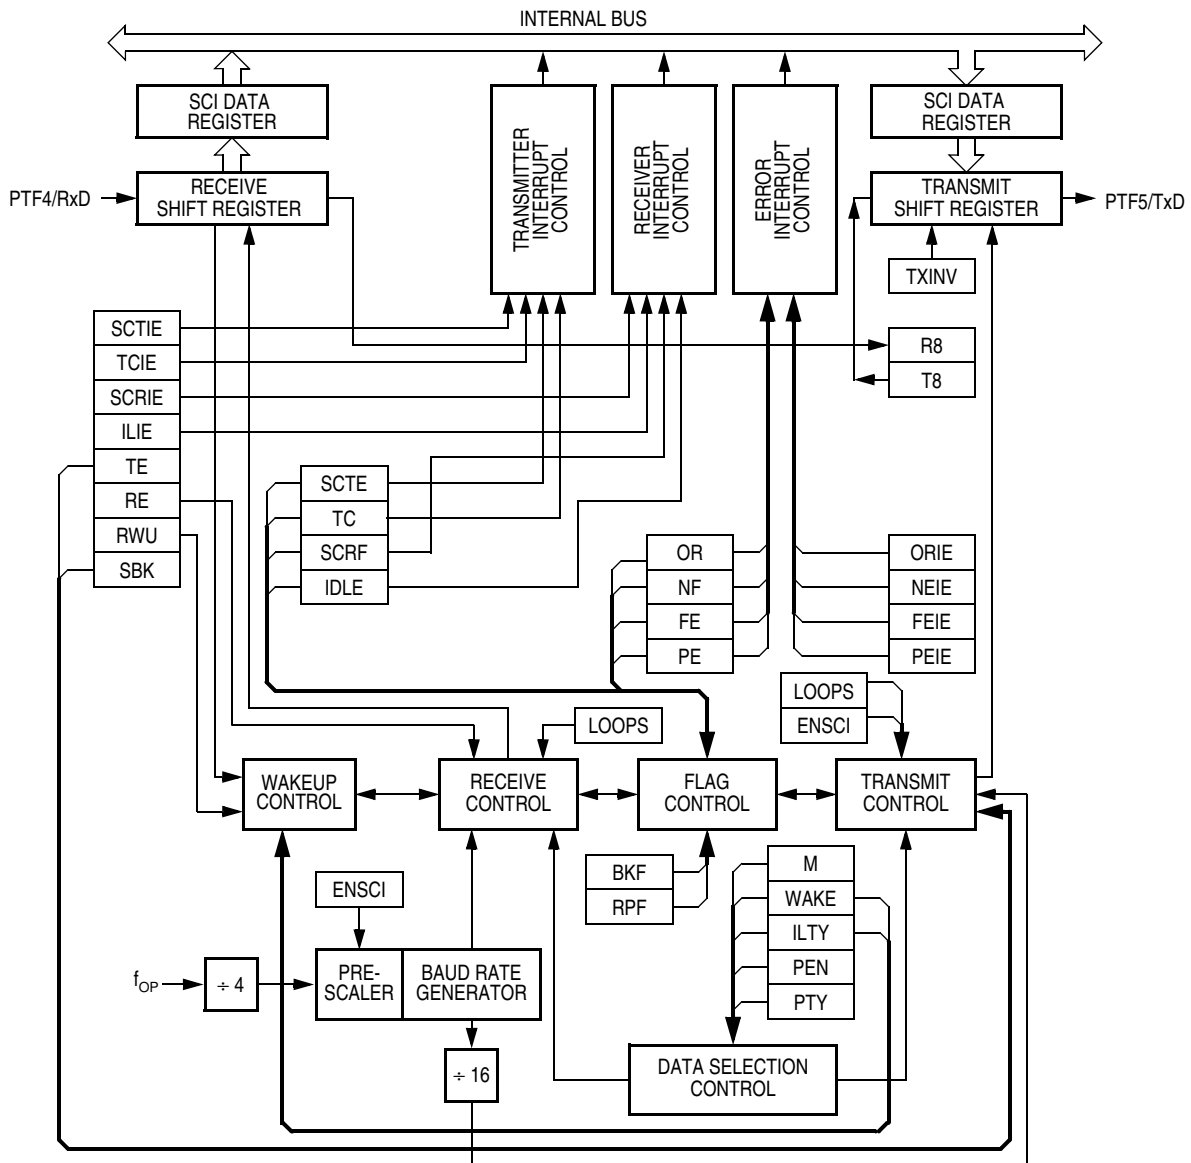 INTERNAL BUS
SCI DATA
REGISTER
RECEIVE
SHIFT REGISTER
PTF4/RxD
TRANSMITTER
INTERRUPT
CONTROL
RECEIVER
INTERRUPT
CONTROL
ERROR
INTERRUPT
CONTROL
SCI DATA
REGISTER
TRANSMIT
SHIFT REGISTER
PTF5/TxD
TXINV
R8
T8
SCTIE
TCIE
SCRIE
ILIE
TE
RE
RWU
SBK
SCTE
TC
SCRF
IDLE
OR
NF
FE
PE
ORIE
NEIE
FEIE
PEIE
LOOPS
LOOPS
ENSCI
WAKEUP
CONTROL
RECEIVE
CONTROL
FLAG
CONTROL
TRANSMIT
CONTROL
BKF
RPF
M
WAKE
ILTY
PEN
PTY
ENSCI
fOP
÷ 4
PRE-
SCALER
BAUD RATE
GENERATOR
÷ 16
DATA SELECTION
CONTROL